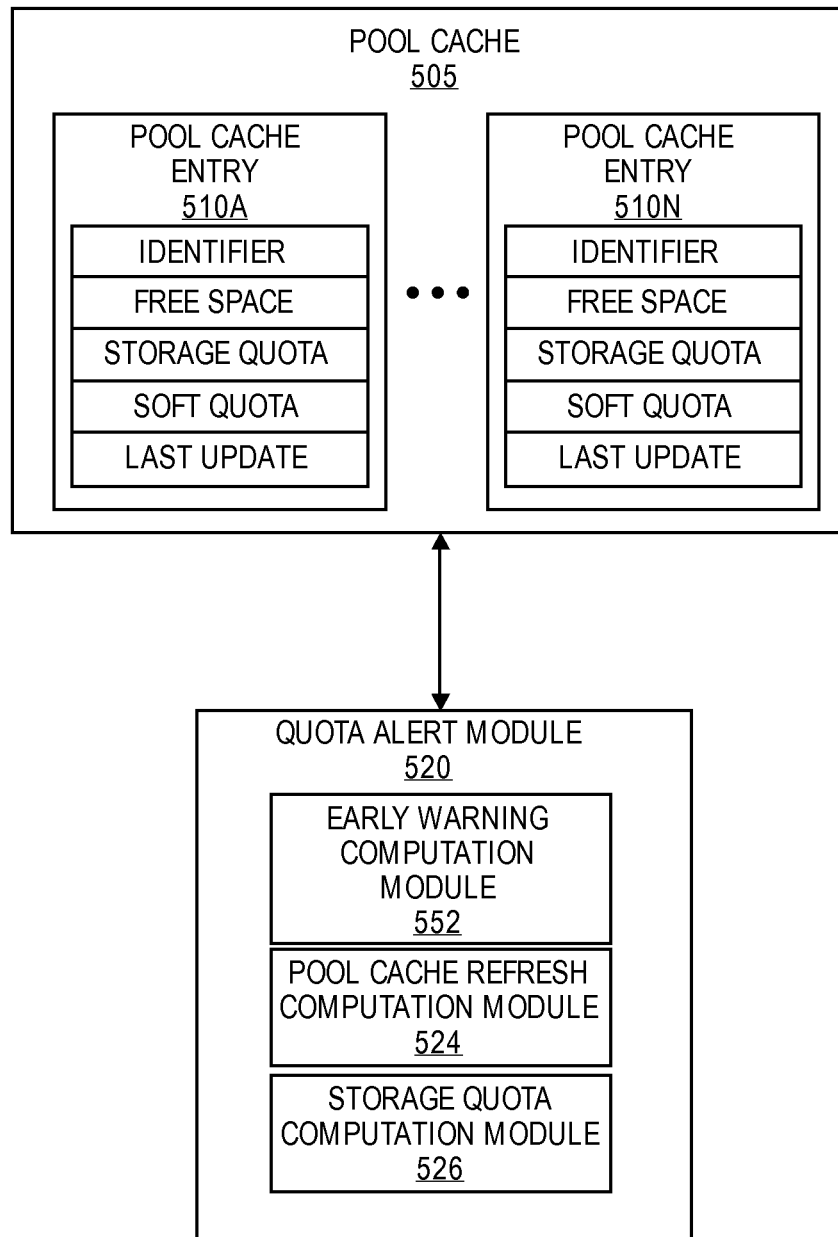 POOL CACHE
505
POOL CACHE
ENTRY
510A
IDENTIFIER
FREE SPACE
STORAGE QUOTA
SOFT QUOTA
LAST UPDATE
•••
POOL CACHE
ENTRY
510N
IDENTIFIER
FREE SPACE
STORAGE QUOTA
SOFT QUOTA
LAST UPDATE
QUOTA ALERT MODULE
520
EARLY WARNING
COMPUTATION
MODULE
552
POOL CACHE REFRESH
COMPUTATION MODULE
524
STORAGE QUOTA
COMPUTATION MODULE
526